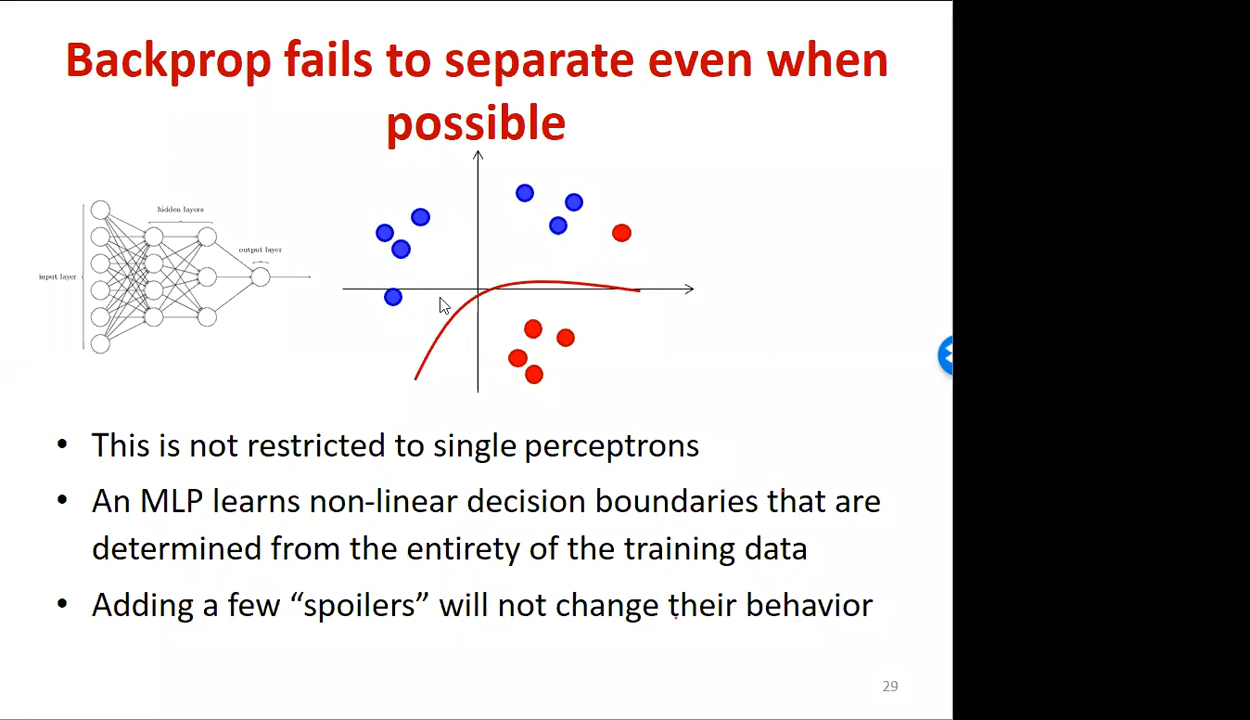 Backprop fails to separate even when
possible
hidden layers
output layer
input layer
• This is not restricted to single perceptrons
• An MLP learns non-linear decision boundaries that are
determined from the entirety of the training data
• Adding a few “spoilers” will not change their behavior
29